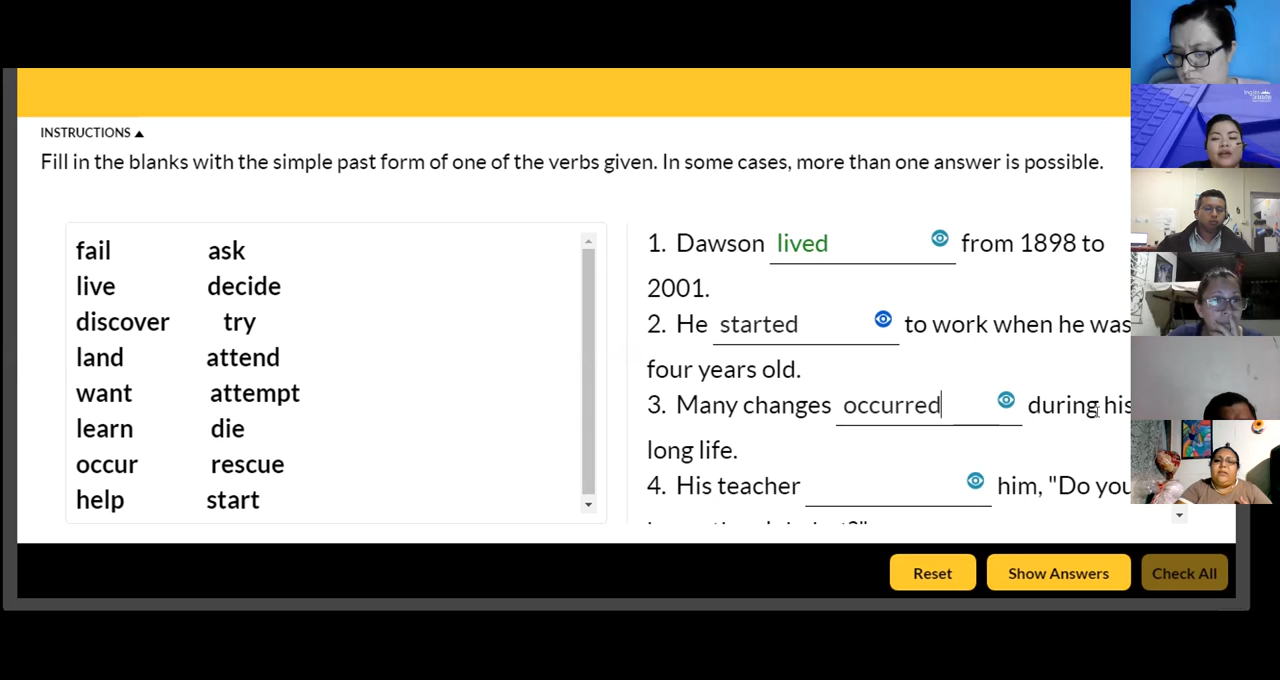 INSTRUCTIONS ▲
Fill in the blanks with the simple past form of one of the verbs given. In some cases, more than one answer is possible.
fail ask
live decide
discover try
land attend
want attempt
learn die
occur rescue
help start
1. Dawson lived from 1898 to
2001.
2. He started to work when he was
four years old.
3. Many changes occurred during his
long life.
4. His teacher him, "Do you
Reset Show Answers Check All